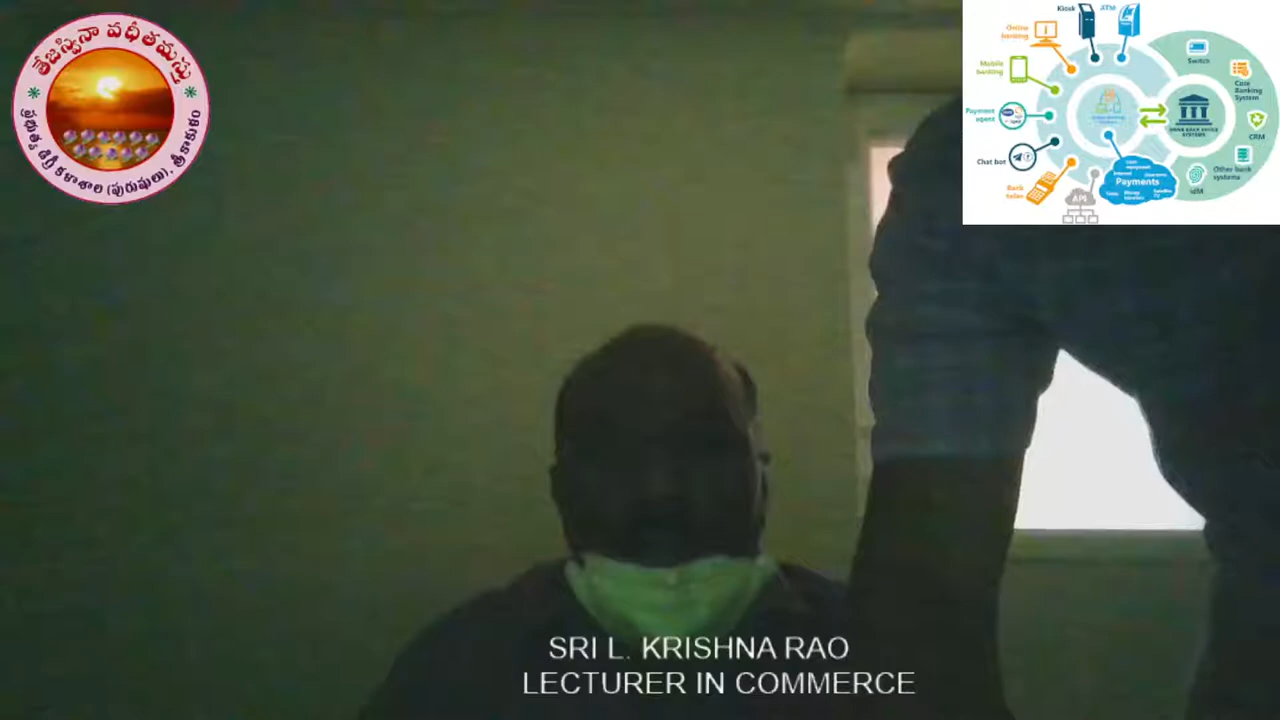 తేజస్వినా వధీతమస్తు
ప్రభుత్వ డిగ్రీ కళాశాల (పురుషులు), శ్రీకాకుళం
Kiosk
ATM
Online
banking
Mobile
banking
Payment
agent
Chat bot
Bank
teller
API
Payments
Switch
Core
Banking
System
CRM
Other bank
systems
IdM
SRI L. KRISHNA RAO
LECTURER IN COMMERCE